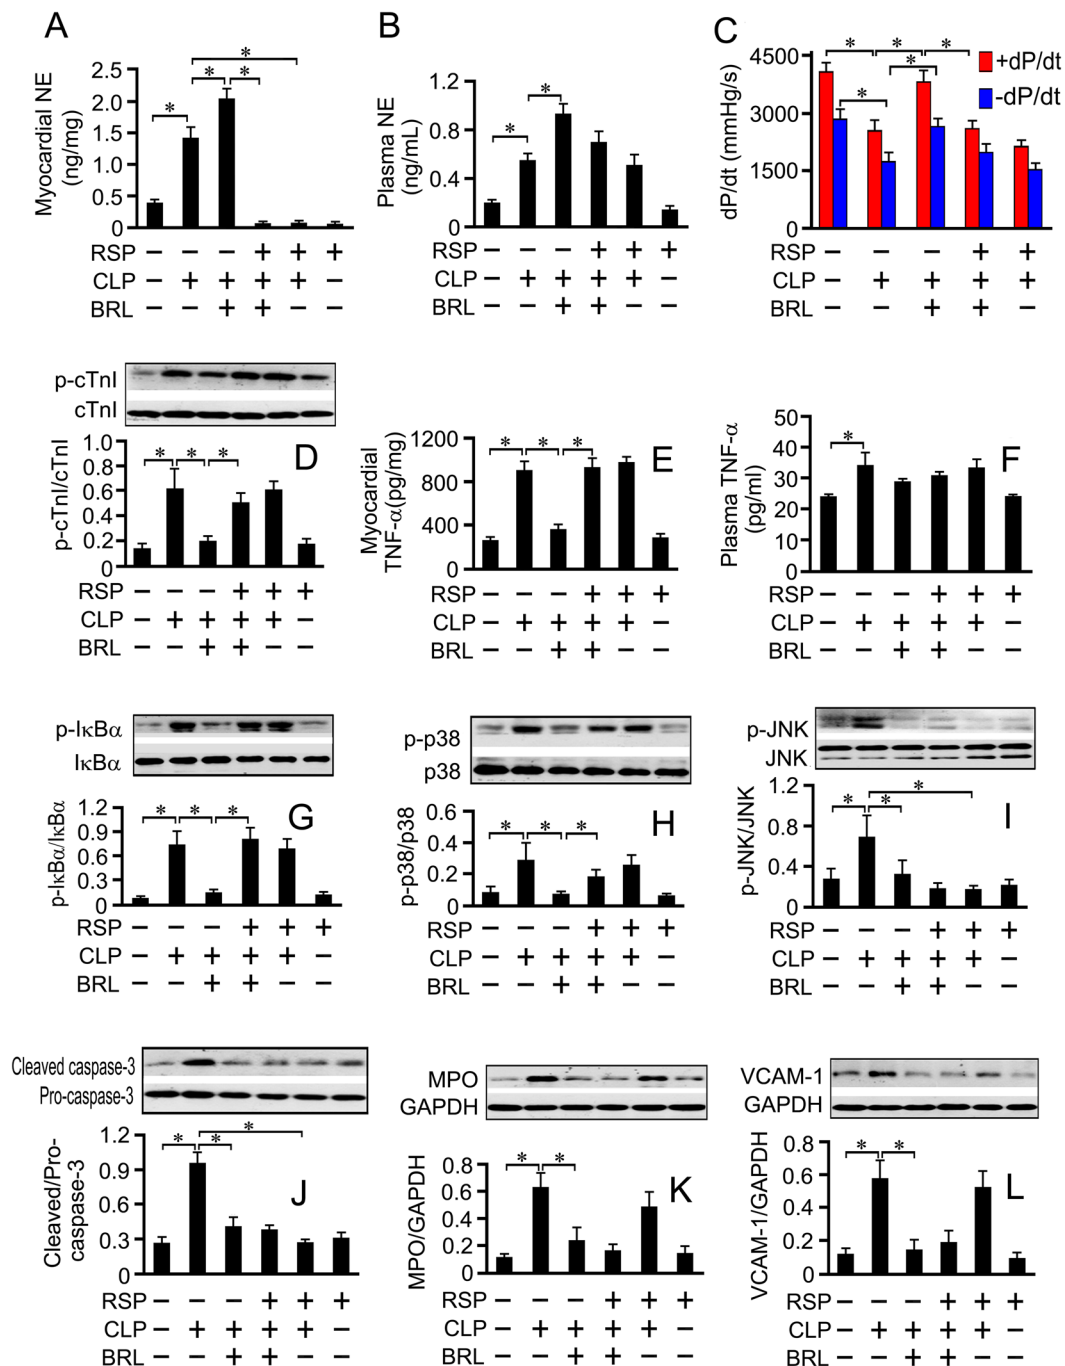 A
Myocardial NE
(ng/mg)
2.5
2.0
1.5
1.0
0.5
0
* * * *
RSP − − − + + +
CLP − + + + + −
BRL − − + + − −
B
Plasma NE
(ng/mL)
1.2
0.8
0.4
0
* *
RSP − − − + + +
CLP − + + + + −
BRL − − + + − −
C
dP/dt (mmHg/s)
4500
3000
1500
0
* * * * *
+dP/dt
-dP/dt
RSP − − − + +
CLP − + + + +
BRL − − + + −
p-cTnI
cTnI
D
p-cTnI/cTnI
1.0
0.8
0.6
0.4
0.2
0
* * *
RSP − − − + + +
CLP − + + + + −
BRL − − + + − −
E
Myocardial
TNF-α(pg/mg)
1200
800
400
0
* * *
RSP − − − + + +
CLP − + + + + −
BRL − − + + − −
F
Plasma TNF-α
(pg/ml)
50
40
30
20
10
0
*
RSP − − − + + +
CLP − + + + + −
BRL − − + + − −
p-IκBα
IκBα
G
p-IκBα/IκBα
1.2
0.9
0.6
0.3
0
* * *
RSP − − − + + +
CLP − + + + + −
BRL − − + + − −
p-p38
p38
H
p-p38/p38
0.6
0.4
0.2
0
* * *
RSP − − − + + +
CLP − + + + + −
BRL − − + + − −
p-JNK
JNK
I
p-JNK/JNK
1.2
0.8
0.4
0
* * *
RSP − − − + + +
CLP − + + + + −
BRL − − + + − −
Cleaved caspase-3
Pro-caspase-3
J
Cleaved/Pro-
caspase-3
1.2
0.9
0.6
0.3
0
* * *
RSP − − − + + +
CLP − + + + + −
BRL − − + + − −
MPO
GAPDH
K
MPO/GAPDH
0.8
0.6
0.4
0.2
0
* *
RSP − − − + + +
CLP − + + + + −
BRL − − + + − −
VCAM-1
GAPDH
L
VCAM-1/GAPDH
0.8
0.6
0.4
0.2
0
* *
RSP − − − + + +
CLP − + + + + −
BRL − − + + − −